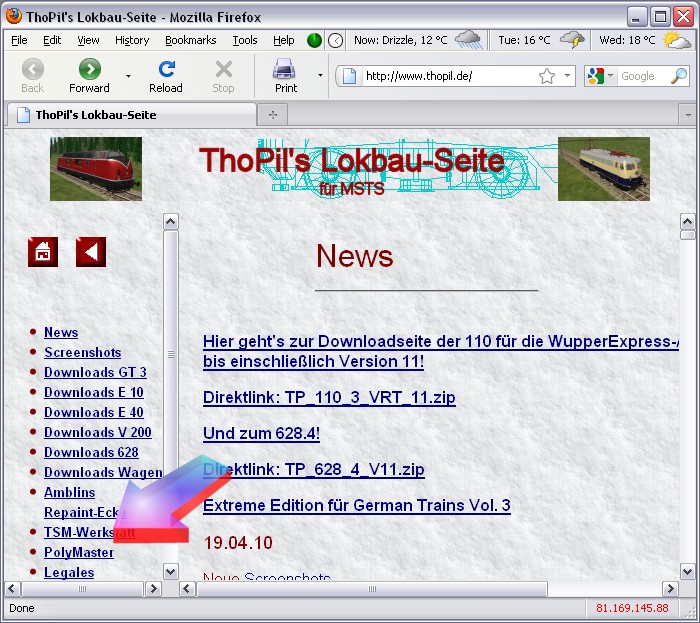 ThoPil's Lokbau-Seite - Mozilla Firefox
File Edit View History Bookmarks Tools Help Now: Drizzle, 12 °C Tue: 16 °C Wed: 18 °C
Back Forward Reload Stop Print http://www.thopil.de/ Google
ThoPil's Lokbau-Seite
ThoPil's Lokbau-Seite
für MSTS
News
Screenshots
Downloads GT 3
Downloads E 10
Downloads E 40
Downloads V 200
Downloads 628
Downloads Wagen
Amblins
Repaint-Ecke
TSM-Werkstatt
PolyMaster
Legales
News
Hier geht's zur Downloadseite der 110 für die WupperExpress-A
bis einschließlich Version 11!
Direktlink: TP_110_3_VRT_11.zip
Und zum 628.4!
Direktlink: TP_628_4_V11.zip
Extreme Edition für German Trains Vol. 3
19.04.10
Neue Screenshots
Done 81.169.145.88